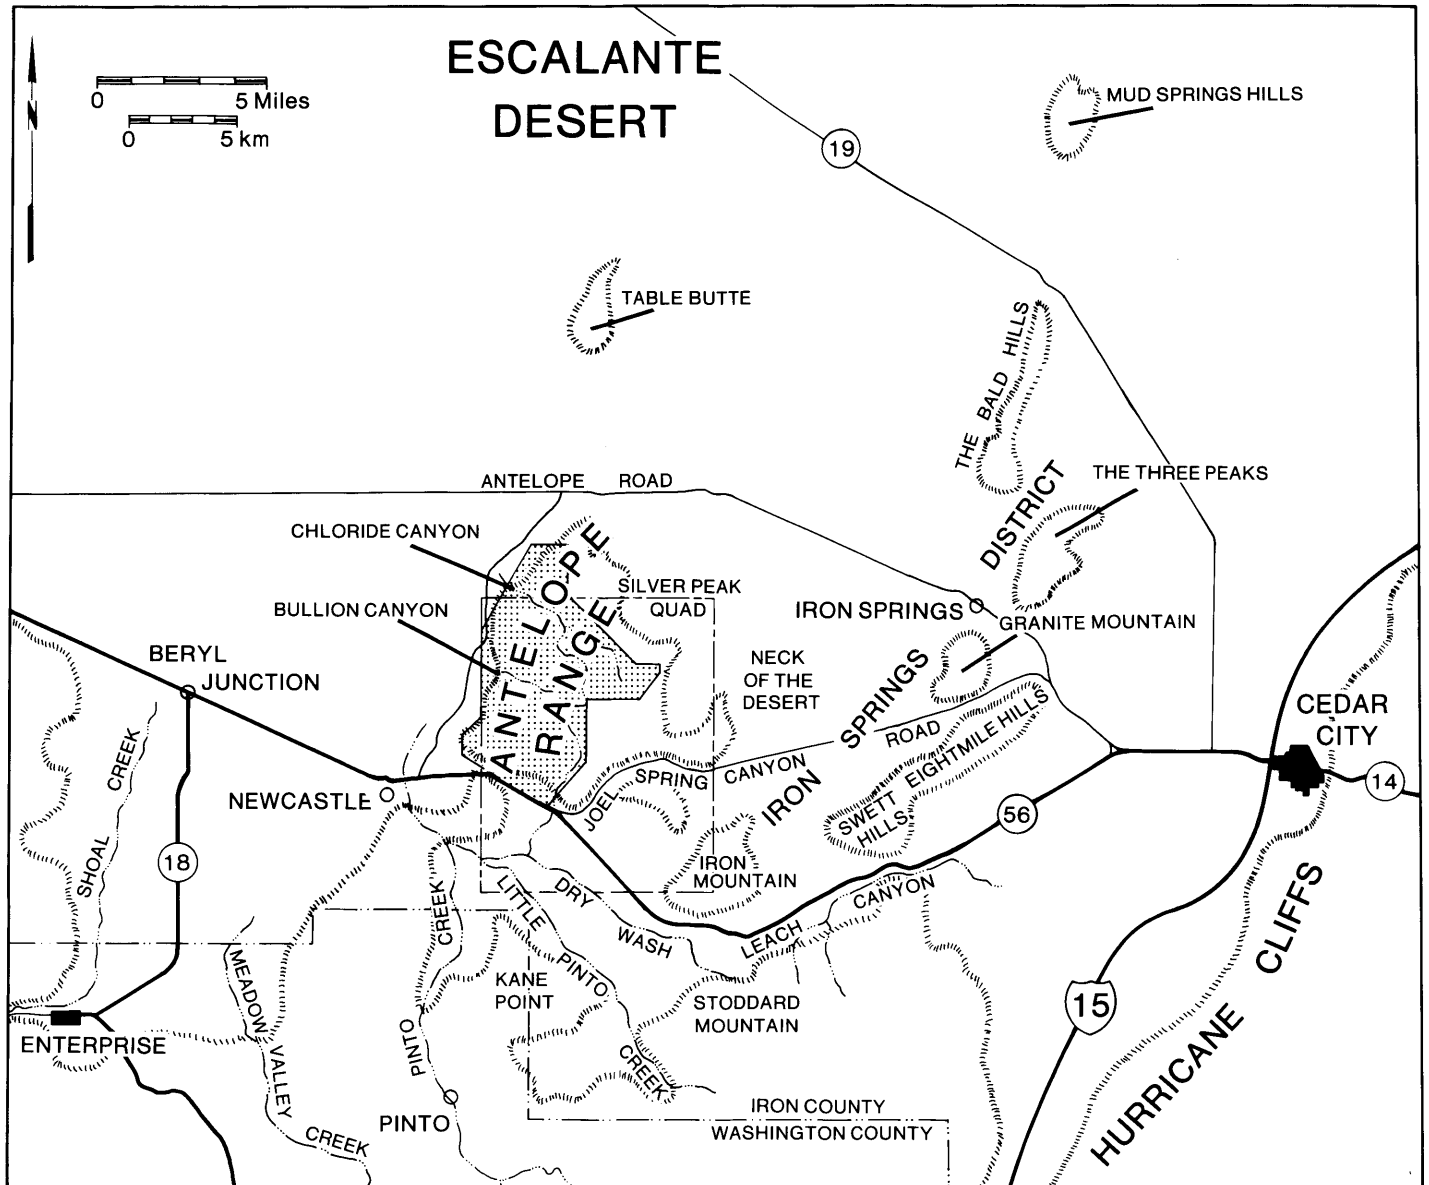 ESCALANTE
DESERT
N
0 5 Miles
0 5 km
19
MUD SPRINGS HILLS
TABLE BUTTE
THE BALD HILLS
ANTELOPE ROAD
THE THREE PEAKS
DISTRICT
CHLORIDE CANYON
ANTELOPE
RANGE
SILVER PEAK
QUAD
BULLION CANYON
IRON SPRINGS
GRANITE MOUNTAIN
BERYL
JUNCTION
NECK
OF THE
DESERT
IRON SPRINGS
CEDAR
CITY
14
SHOAL CREEK
NEWCASTLE
JOEL SPRING CANYON ROAD
SWETT
HILLS
EIGHTMILE HILLS
56
18
IRON
MOUNTAIN
CREEK
LITTLE PINTO CREEK
DRY WASH
LEACH CANYON
HURRICANE CLIFFS
MEADOW VALLEY CREEK
KANE
POINT
STODDARD
MOUNTAIN
15
ENTERPRISE
PINTO
PINTO
IRON COUNTY
WASHINGTON COUNTY